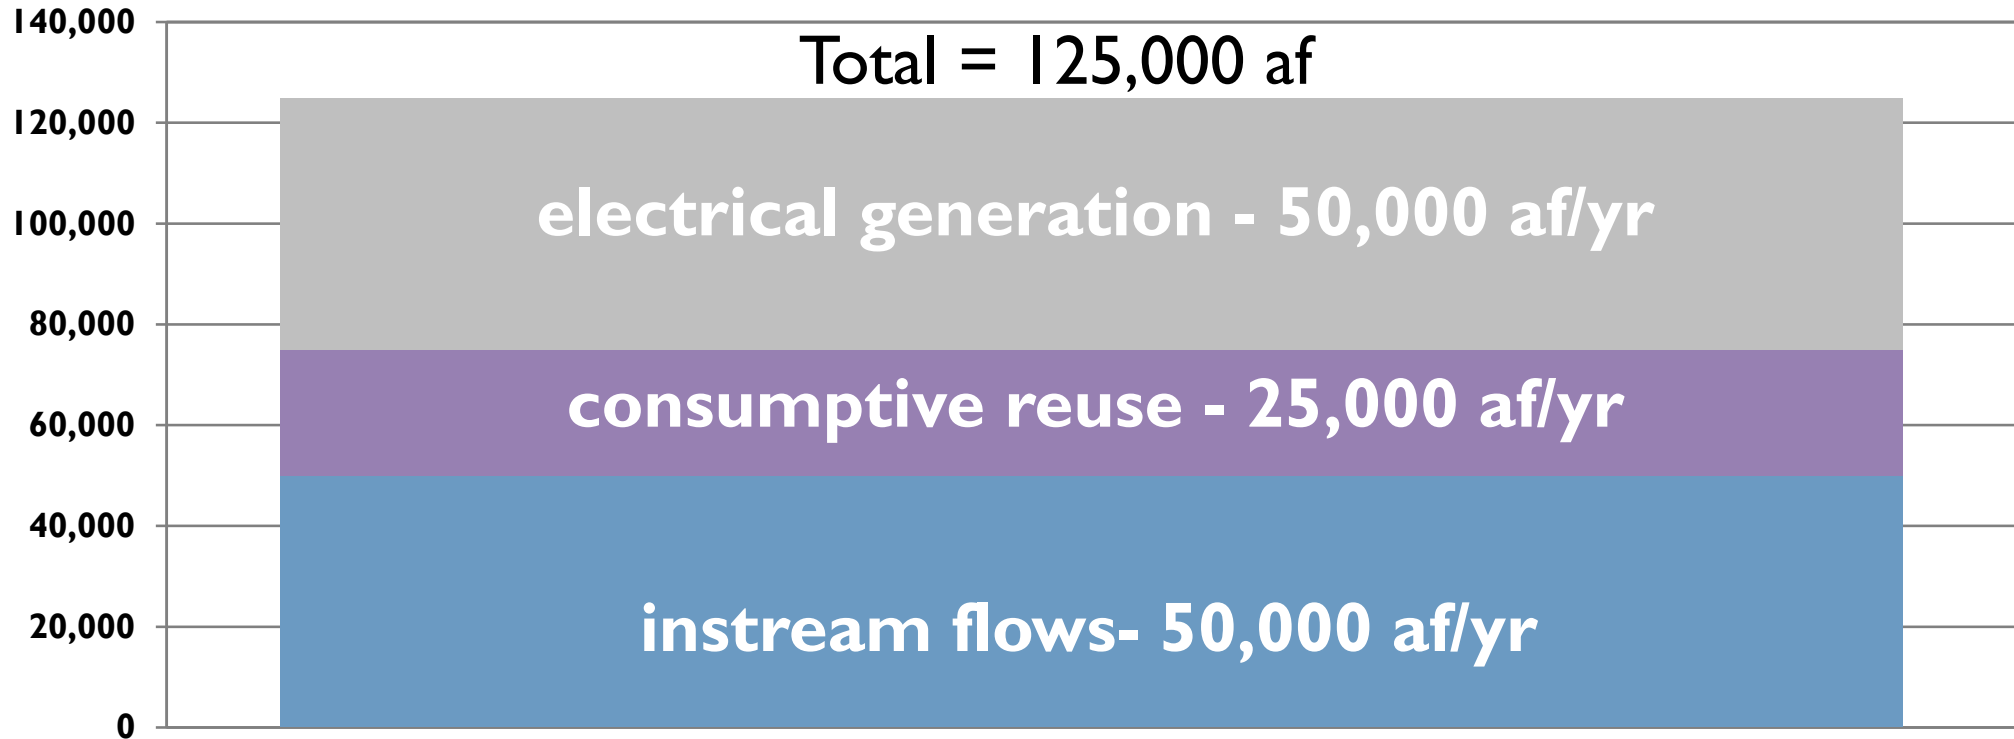 140,000
Total = 125,000 af
120,000
electrical generation - 50,000 af/yr
100,000
80,000
consumptive reuse - 25,000 af/yr
60,000
40,000
instream flows- 50,000 af/yr
20,000
0